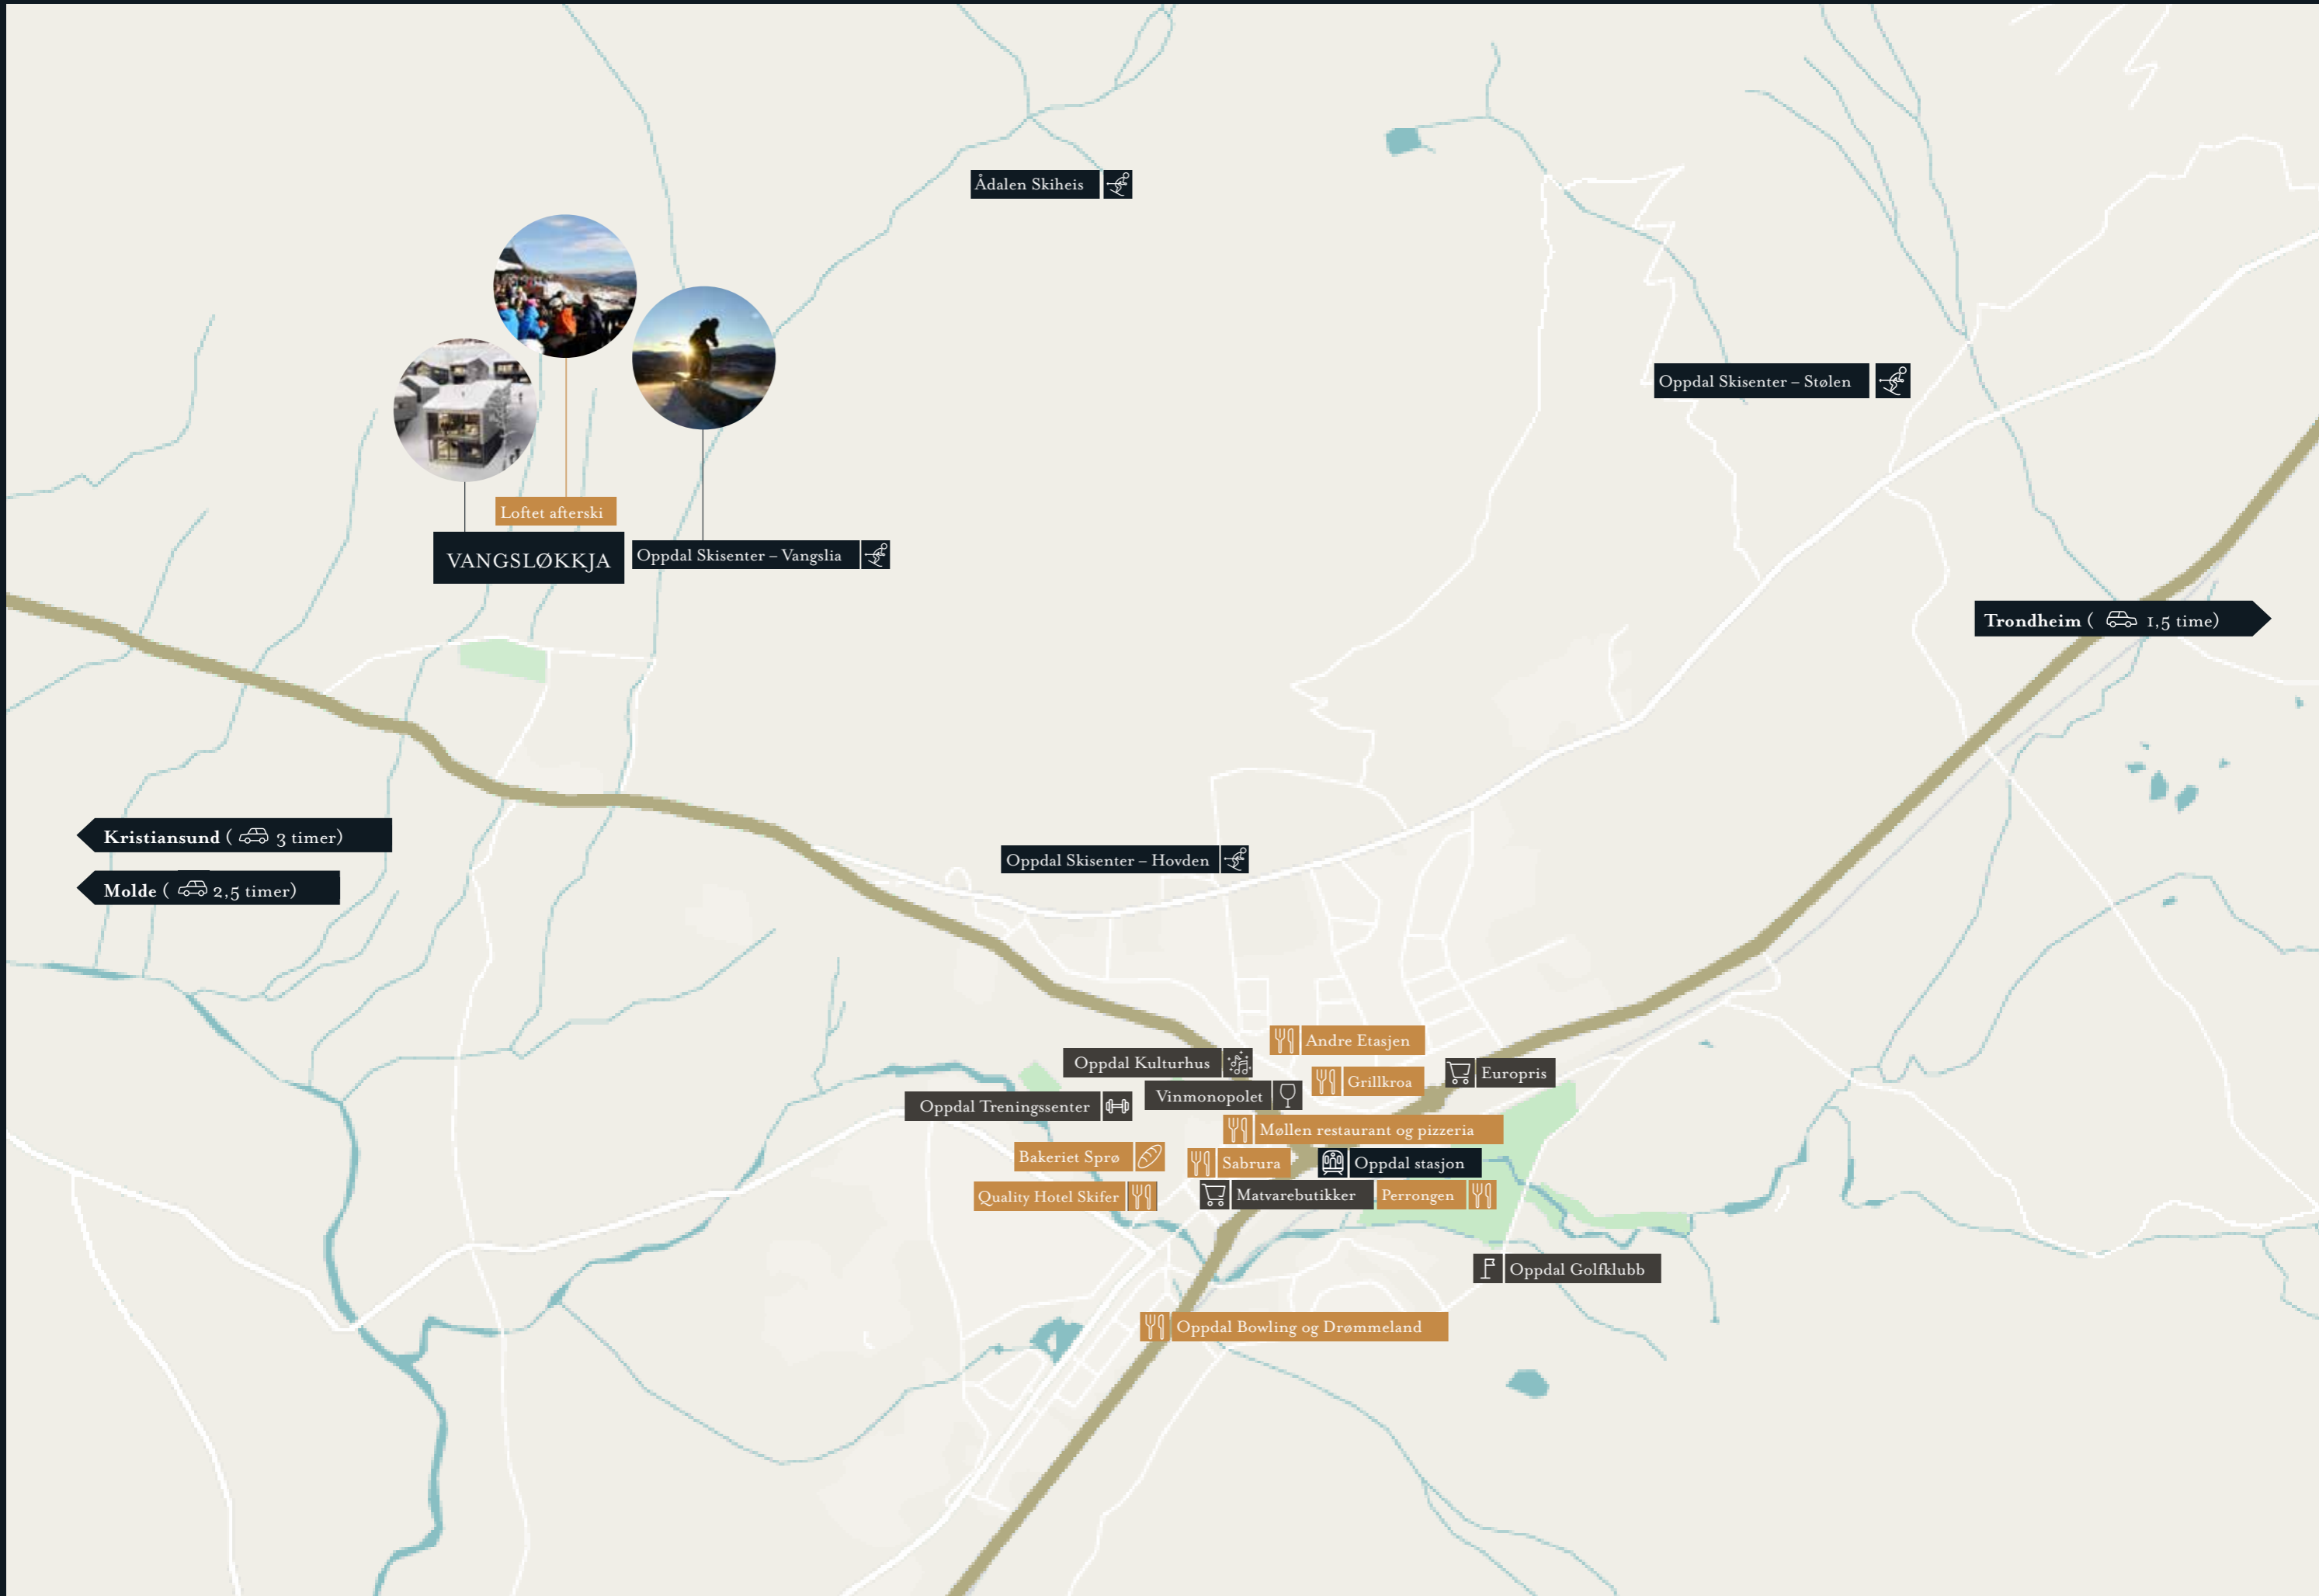 Ådalen Skiheis
Oppdal Skisenter – Stølen
Loftet afterski
VANGSLØKKJA
Oppdal Skisenter – Vangslia
Trondheim ( 1,5 time)
Kristiansund ( 3 timer)
Molde ( 2,5 timer)
Oppdal Skisenter – Hovden
Andre Etasjen
Oppdal Kulturhus
Europris
Grillkroa
Vinmonopolet
Oppdal Treningssenter
Møllen restaurant og pizzeria
Bakeriet Sprø
Sabrura
Oppdal stasjon
Quality Hotel Skifer
Matvarebutikker
Perrongen
Oppdal Golfklubb
Oppdal Bowling og Drømmeland